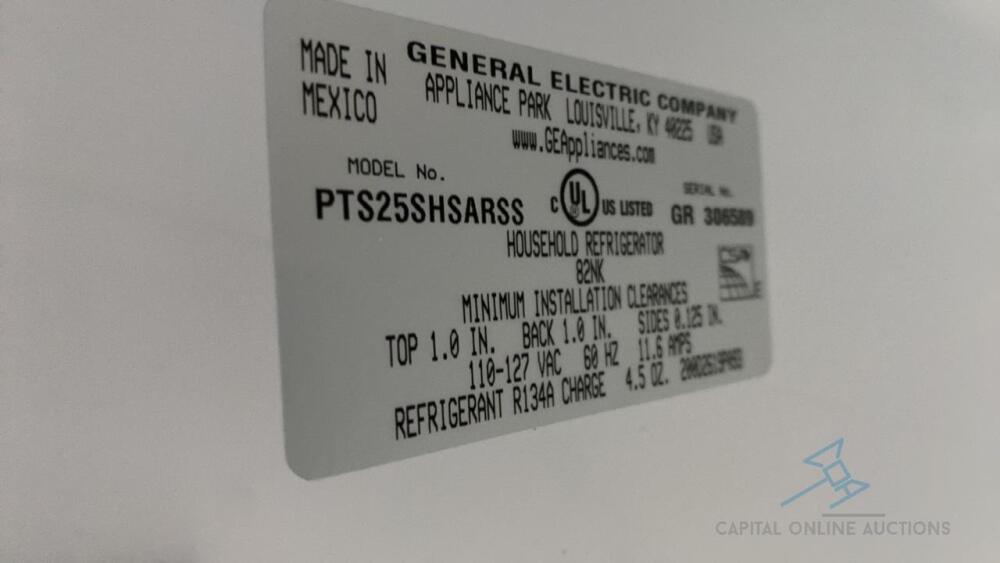 MADE IN
MEXICO
GENERAL ELECTRIC COMPANY
APPLIANCE PARK LOUISVILLE, KY 40225 USA
www.GEAppliances.com
MODEL No.
PTS25SHSARSS
C UL US LISTED
SERIAL No.
GR 306589
HOUSEHOLD REFRIGERATOR
82NK
MINIMUM INSTALLATION CLEARANCES
TOP 1.0 IN. BACK 1.0 IN. SIDES 0.125 IN.
110-127 VAC 60 HZ 11.6 AMPS
REFRIGERANT R134A CHARGE 4.5 OZ.
CAPITAL ONLINE AUCTIONS